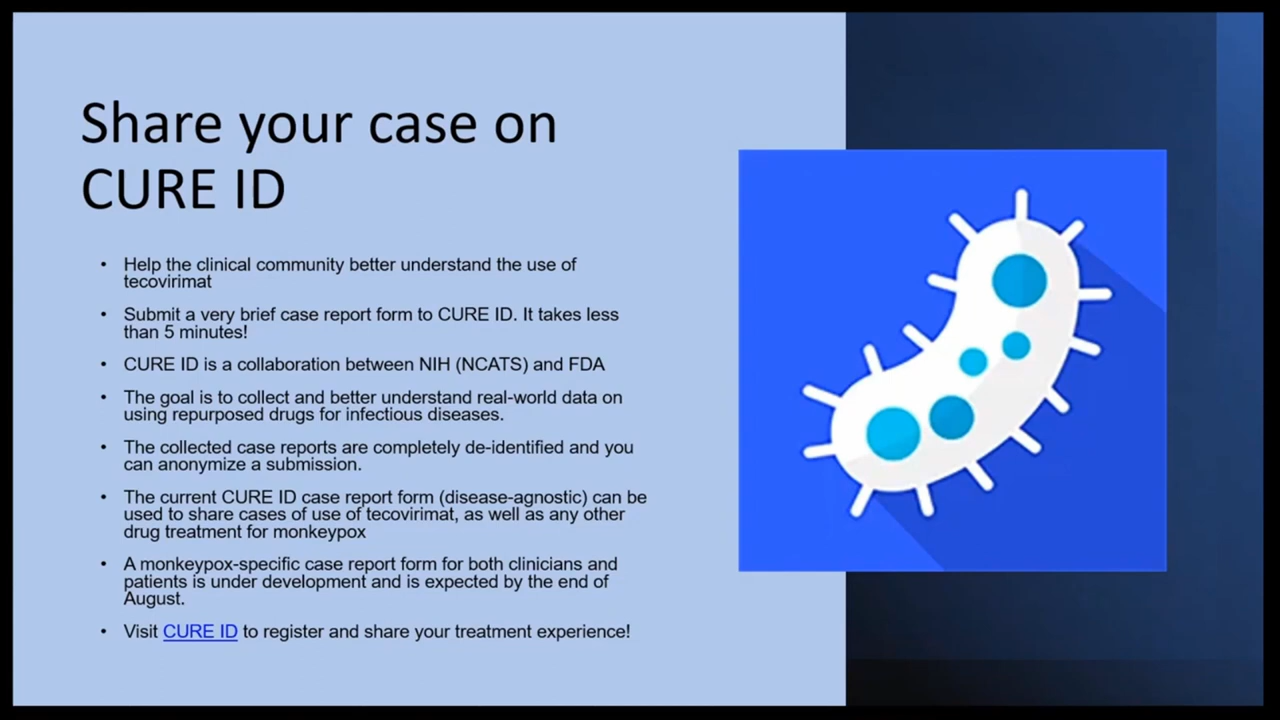 Share your case on
CURE ID
• Help the clinical community better understand the use of
tecovirimat
• Submit a very brief case report form to CURE ID. It takes less
than 5 minutes!
• CURE ID is a collaboration between NIH (NCATS) and FDA
• The goal is to collect and better understand real-world data on
using repurposed drugs for infectious diseases.
• The collected case reports are completely de-identified and you
can anonymize a submission.
• The current CURE ID case report form (disease-agnostic) can be
used to share cases of use of tecovirimat, as well as any other
drug treatment for monkeypox
• A monkeypox-specific case report form for both clinicians and
patients is under development and is expected by the end of
August.
• Visit CURE ID to register and share your treatment experience!